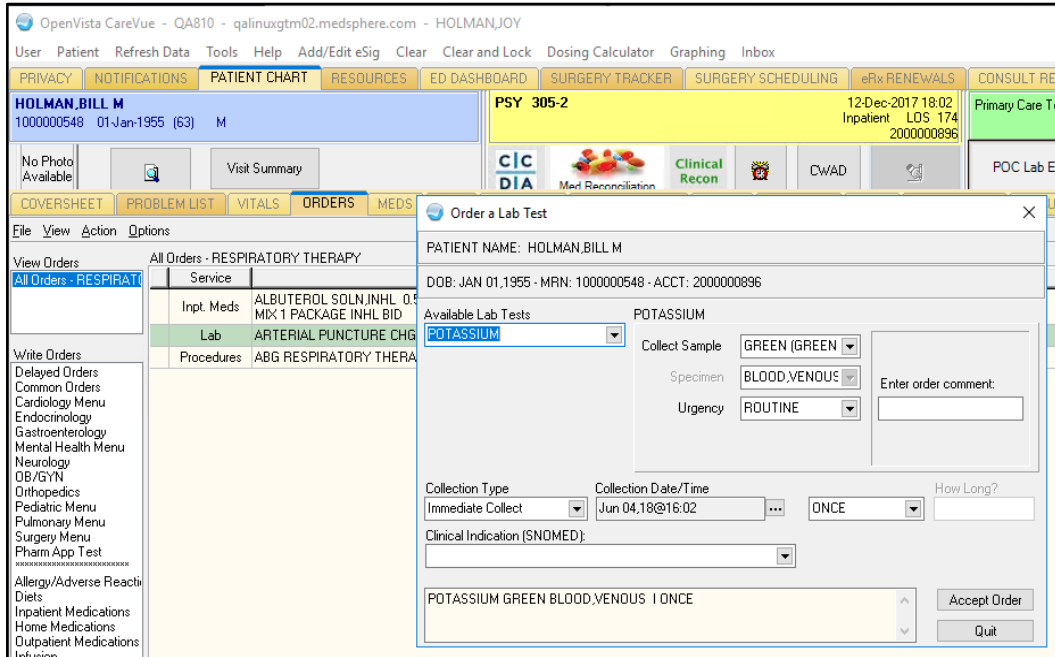 OpenVista CareVue - QA810 - qalinuxgtm02.medsphere.com - HOLMAN,JOY
User Patient Refresh Data Tools Help Add/Edit eSig Clear Clear and Lock Dosing Calculator Graphing Inbox
PRIVACY NOTIFICATIONS PATIENT CHART RESOURCES ED DASHBOARD SURGERY TRACKER SURGERY SCHEDULING eRx RENEWALS CONSULT RE
HOLMAN,BILL M
1000000548 01-Jan-1955 (63) M
PSY 305-2
12-Dec-2017 18:02
Inpatient LOS 174
2000000896
Primary Care T
No Photo
Available
Visit Summary
C|C
DIA
Med Reconciliation
Clinical
Recon
CWAD
POC Lab E
COVERSHEET PROBLEM LIST VITALS ORDERS MEDS
File View Action Options
View Orders
All Orders - RESPIRAT
All Orders - RESPIRATORY THERAPY
Service
Inpt. Meds ALBUTEROL SOLN,INHL 0.5
MIX 1 PACKAGE INHL BID
Lab ARTERIAL PUNCTURE CHG
Procedures ABG RESPIRATORY THERA
Write Orders
Delayed Orders
Common Orders
Cardiology Menu
Endocrinology
Gastroenterology
Mental Health Menu
Neurology
OB/GYN
Orthopedics
Pediatric Menu
Pulmonary Menu
Surgery Menu
Pharm App Test
Allergy/Adverse Reacti
Diets
Inpatient Medications
Home Medications
Outpatient Medications
Infusion
Order a Lab Test
PATIENT NAME: HOLMAN,BILL M
DOB: JAN 01,1955 - MRN: 1000000548 - ACCT: 2000000896
Available Lab Tests
POTASSIUM
POTASSIUM
Collect Sample GREEN (GREEN
Specimen BLOOD,VENOUS
Urgency ROUTINE
Enter order comment:
Collection Type Collection Date/Time How Long?
Immediate Collect Jun 04,18@16:02 ... ONCE
Clinical Indication (SNOMED):
POTASSIUM GREEN BLOOD,VENOUS I ONCE
Accept Order
Quit